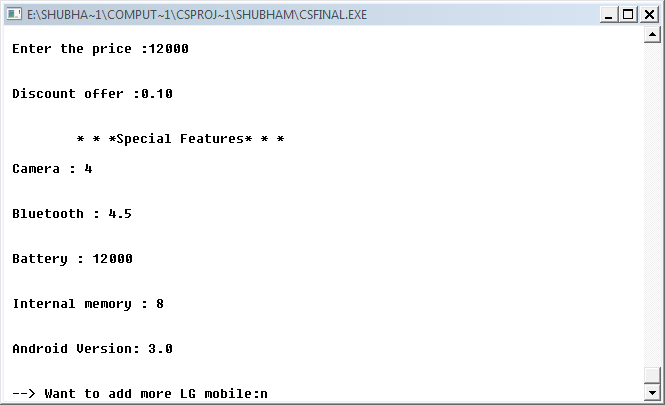 E:\SHUBHA~1\COMPUT~1\CSPROJ~1\SHUBHAM\CSFINAL.EXE
Enter the price :12000
Discount offer :0.10
* * *Special Features* * *
Camera : 4
Bluetooth : 4.5
Battery : 12000
Internal memory : 8
Android Version: 3.0
--> Want to add more LG mobile:n